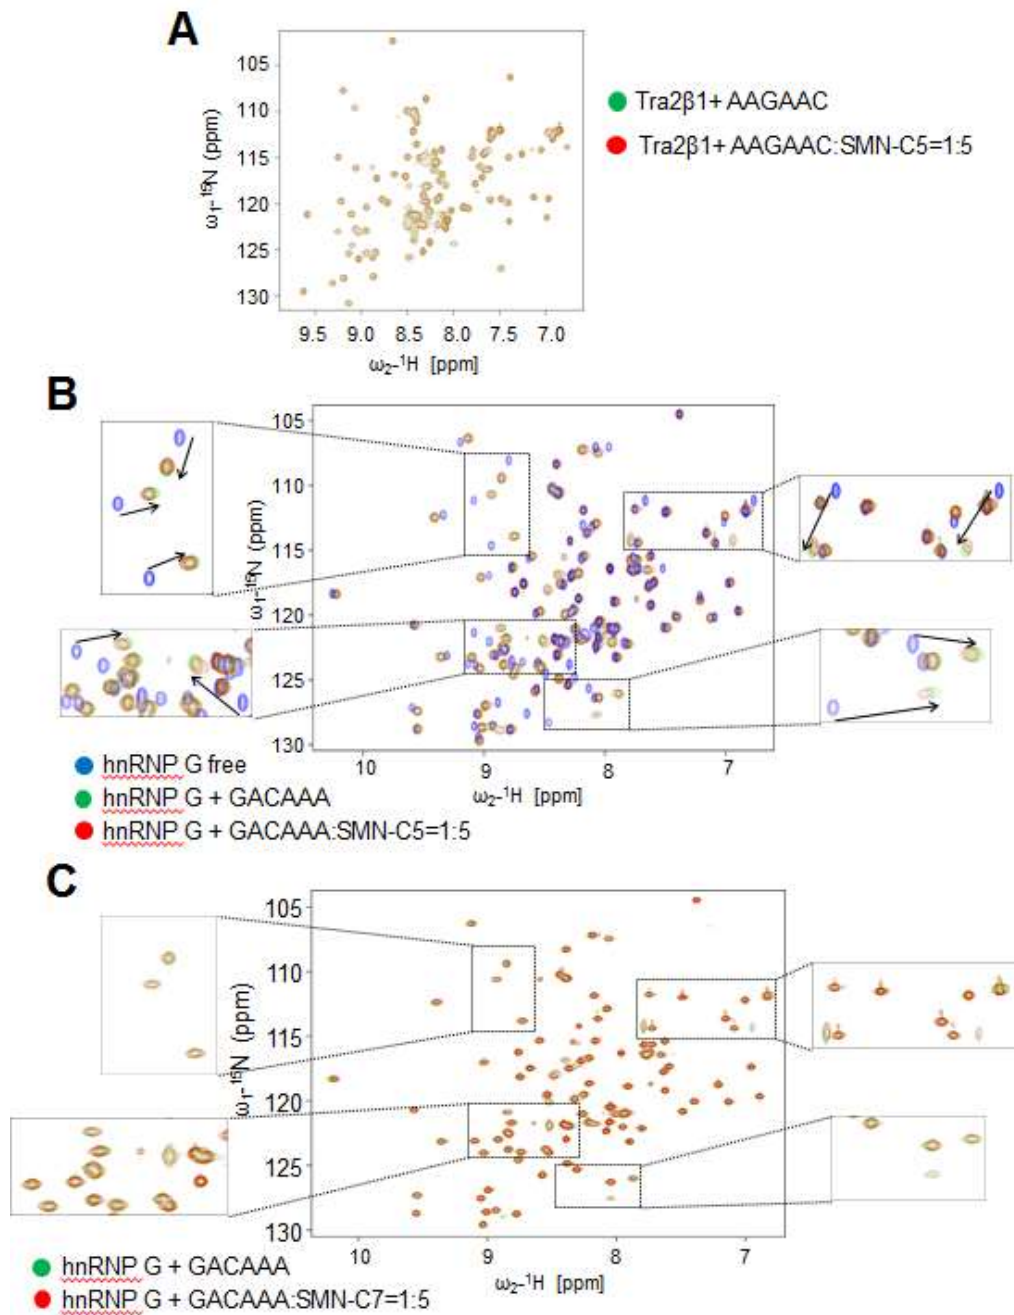 A
105
110
115
120
125
130
ω₁-¹⁵N (ppm)
9.5 9.0 8.5 8.0 7.5 7.0
ω₂-¹H [ppm]
Tra2β1+ AAGAAC
Tra2β1+ AAGAAC:SMN-C5=1:5
B
105
110
115
120
125
130
ω₁-¹⁵N (ppm)
10 9 8 7
ω₂-¹H [ppm]
hnRNP G free
hnRNP G + GACAAA
hnRNP G + GACAAA:SMN-C5=1:5
C
105
110
115
120
125
130
ω₁-¹⁵N (ppm)
10 9 8 7
ω₂-¹H [ppm]
hnRNP G + GACAAA
hnRNP G + GACAAA:SMN-C7=1:5